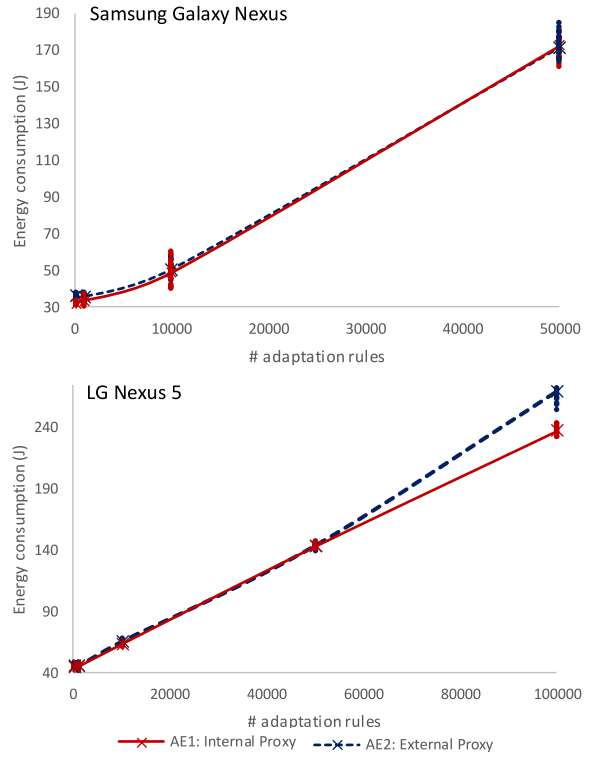 Samsung Galaxy Nexus
190
170
150
130
110
90
70
50
30
Energy consumption (J)
0 10000 20000 30000 40000 50000
# adaptation rules
LG Nexus 5
240
190
140
90
40
Energy consumption (J)
0 20000 40000 60000 80000 100000
# adaptation rules
AE1: Internal Proxy AE2: External Proxy